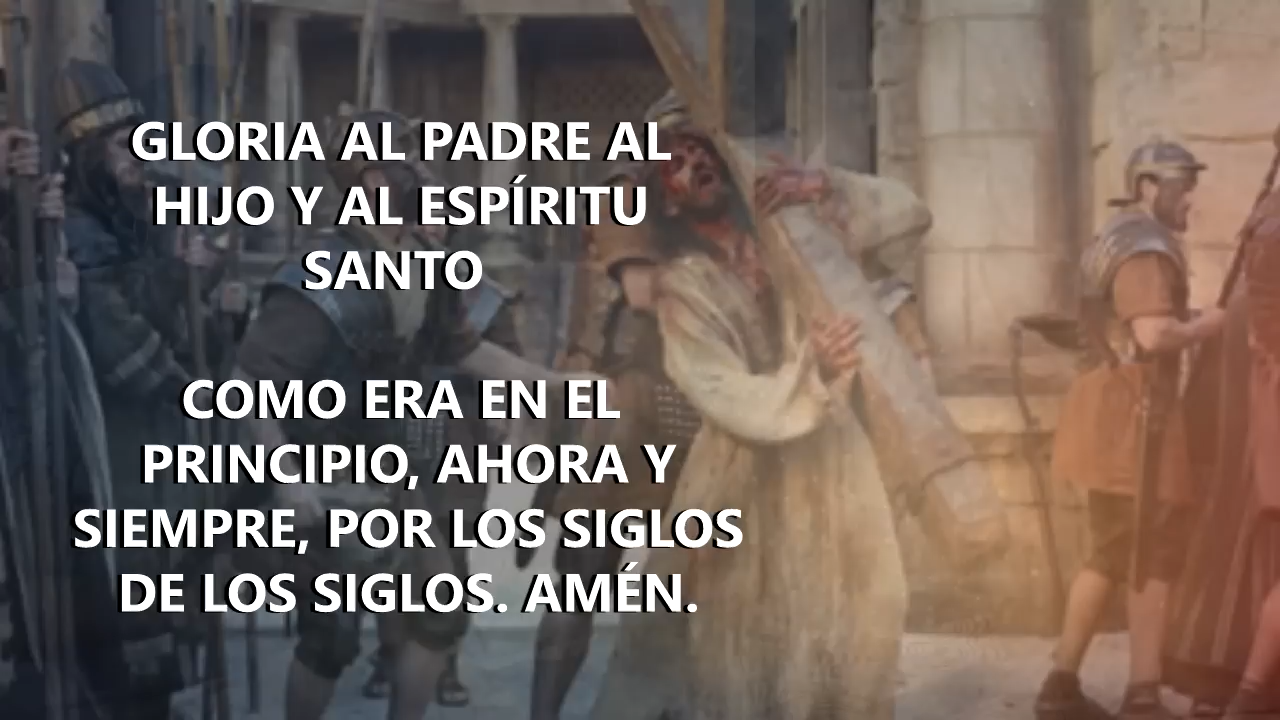 GLORIA AL PADRE AL
HIJO Y AL ESPÍRITU
SANTO
COMO ERA EN EL
PRINCIPIO, AHORA Y
SIEMPRE, POR LOS SIGLOS
DE LOS SIGLOS. AMÉN.